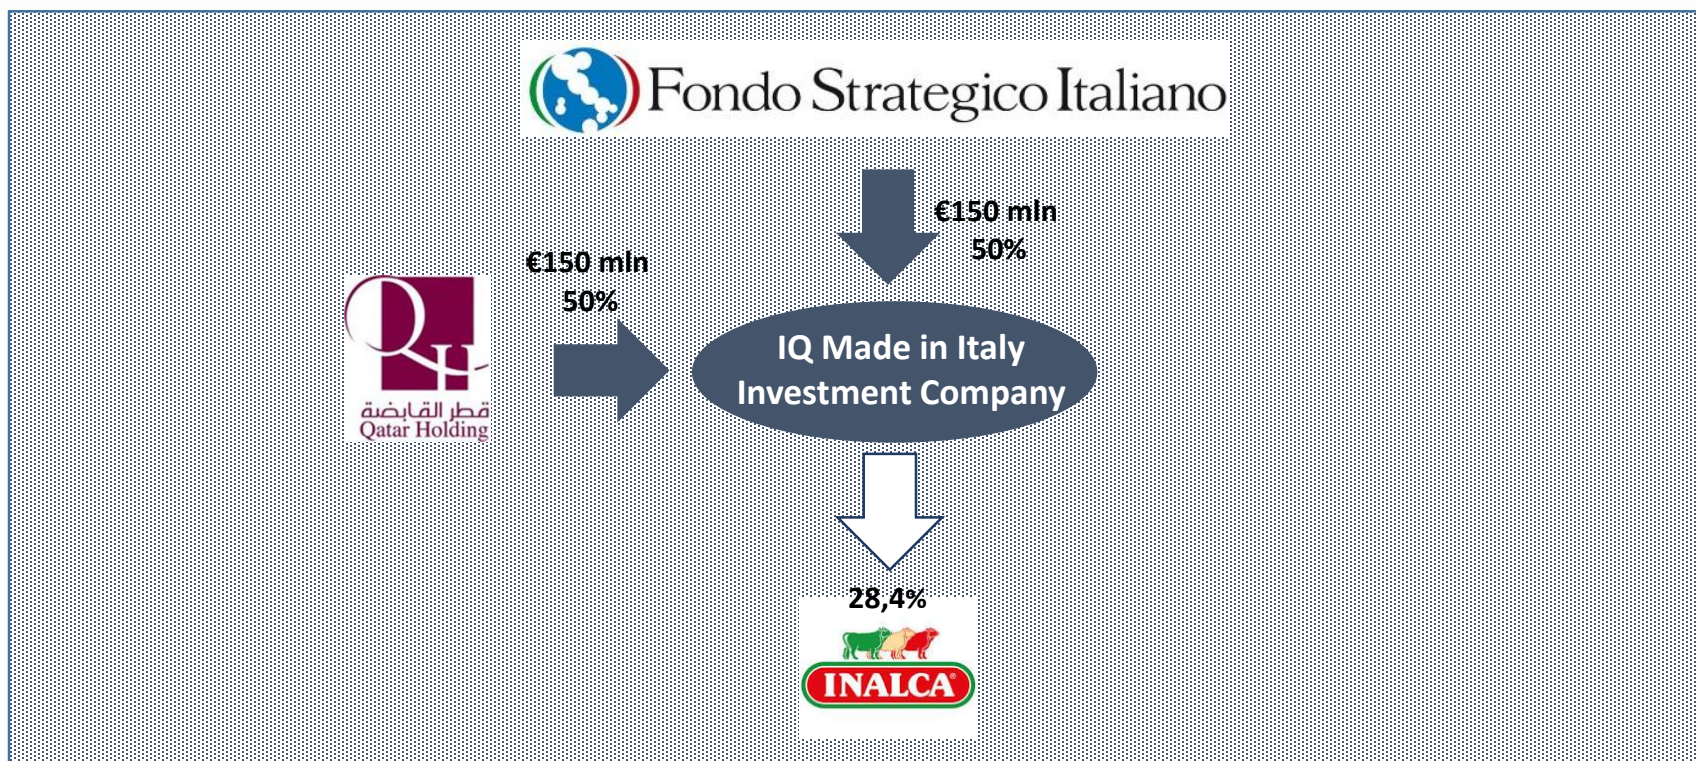 Fondo Strategico Italiano
€150 mln
50%
€150 mln
50%
QH
قطر القابضة
Qatar Holding
IQ Made in Italy
Investment Company
28,4%
INALCA®